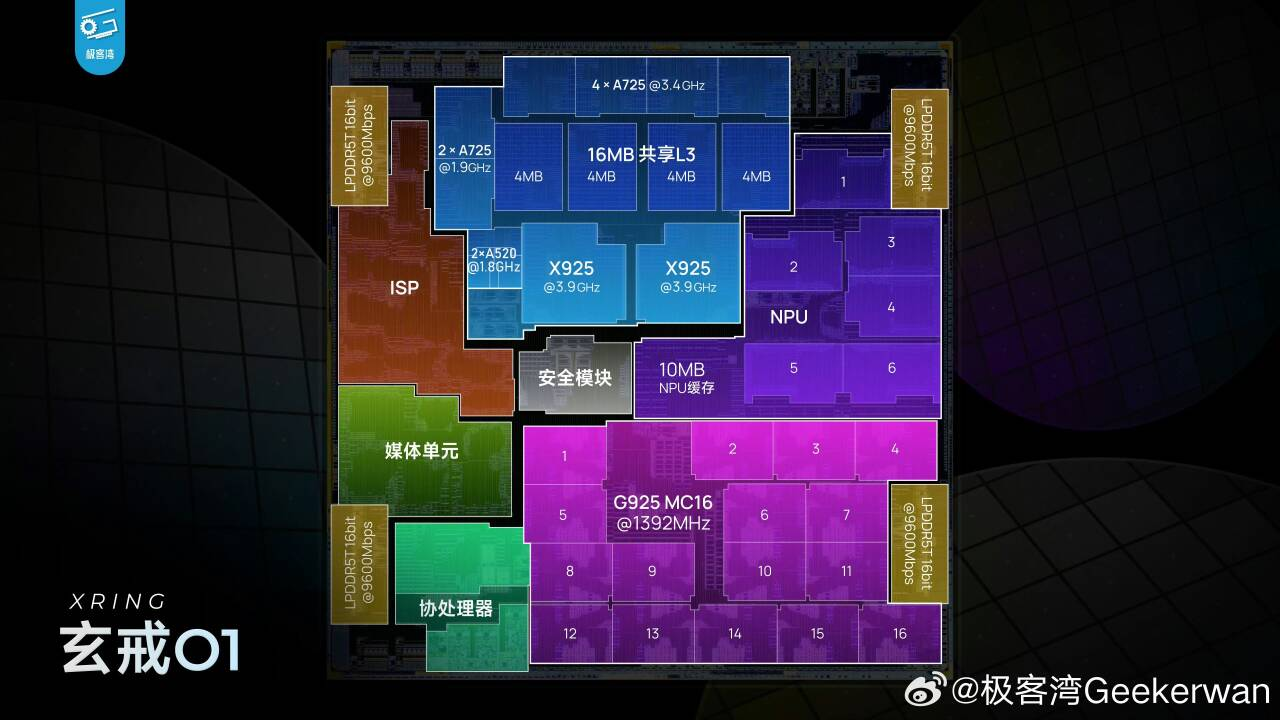 极客湾
4 × A725 @3.4GHz
LPDDR5T 16bit
@9600Mbps
2 × A725
@1.9GHz
16MB 共享L3
4MB
4MB
4MB
4MB
LPDDR5T 16bit
@9600Mbps
1
2×A520
@1.8GHz
X925
@3.9GHz
X925
@3.9GHz
2
3
4
NPU
ISP
安全模块
10MB
NPU缓存
5
6
媒体单元
1
2
3
4
G925 MC16
@1392MHz
5
6
7
8
9
10
11
12
13
14
15
16
LPDDR5T 16bit
@9600Mbps
LPDDR5T 16bit
@9600Mbps
协处理器
XRING
玄戒O1
@极客湾Geekerwan